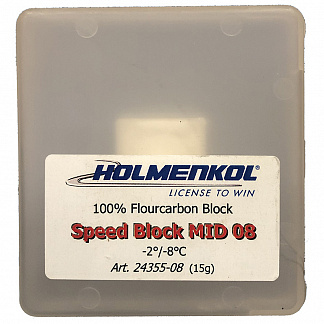 HOLMENKOL®
LICENSE TO WIN
100% Flourcarbon Block
Speed Block MID 08
-2°/-8°C
Art. 24355-08 (15g)